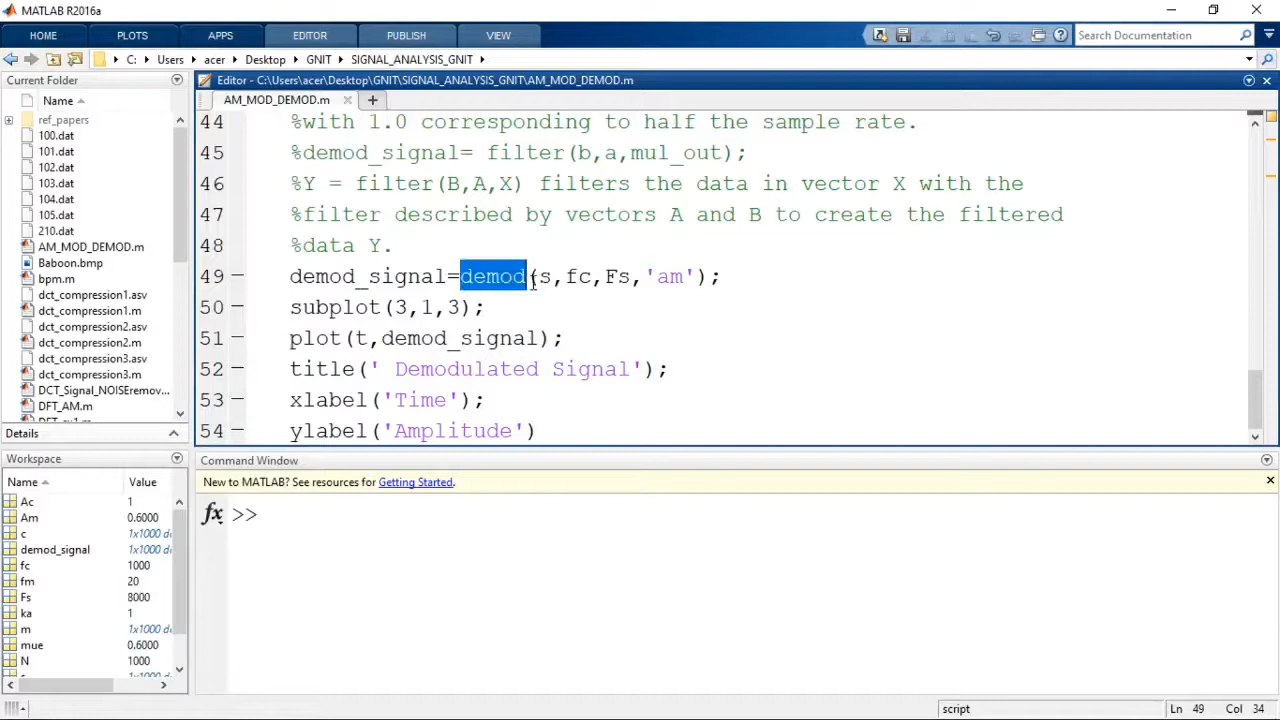 MATLAB R2016a
HOME PLOTS APPS EDITOR PUBLISH VIEW Search Documentation
C: Users acer Desktop GNIT SIGNAL_ANALYSIS_GNIT
Current Folder
Name
ref_papers
100.dat
101.dat
102.dat
103.dat
104.dat
105.dat
210.dat
AM_MOD_DEMOD.m
Baboon.bmp
bpm.m
dct_compression1.asv
dct_compression1.m
dct_compression2.asv
dct_compression2.m
dct_compression3.asv
dct_compression3.m
DCT_Signal_NOISEremov...
DFT_AM.m
Details
Workspace
Name Value
Ac 1
Am 0.6000
c 1x1000 do
demod_signal 1x1000 do
fc 1000
fm 20
Fs 8000
ka 1
m 1x1000 do
mue 0.6000
N 1000
Editor - C:\Users\acer\Desktop\GNIT\SIGNAL_ANALYSIS_GNIT\AM_MOD_DEMOD.m
AM_MOD_DEMOD.m
44 %with 1.0 corresponding to half the sample rate.
45 %demod_signal= filter(b,a,mul_out);
46 %Y = filter(B,A,X) filters the data in vector X with the
47 %filter described by vectors A and B to create the filtered
48 %data Y.
49 demod_signal=demod(s,fc,Fs,'am');
50 subplot(3,1,3);
51 plot(t,demod_signal);
52 title(' Demodulated Signal');
53 xlabel('Time');
54 ylabel('Amplitude')
Command Window
New to MATLAB? See resources for Getting Started.
fx >>
script Ln 49 Col 34